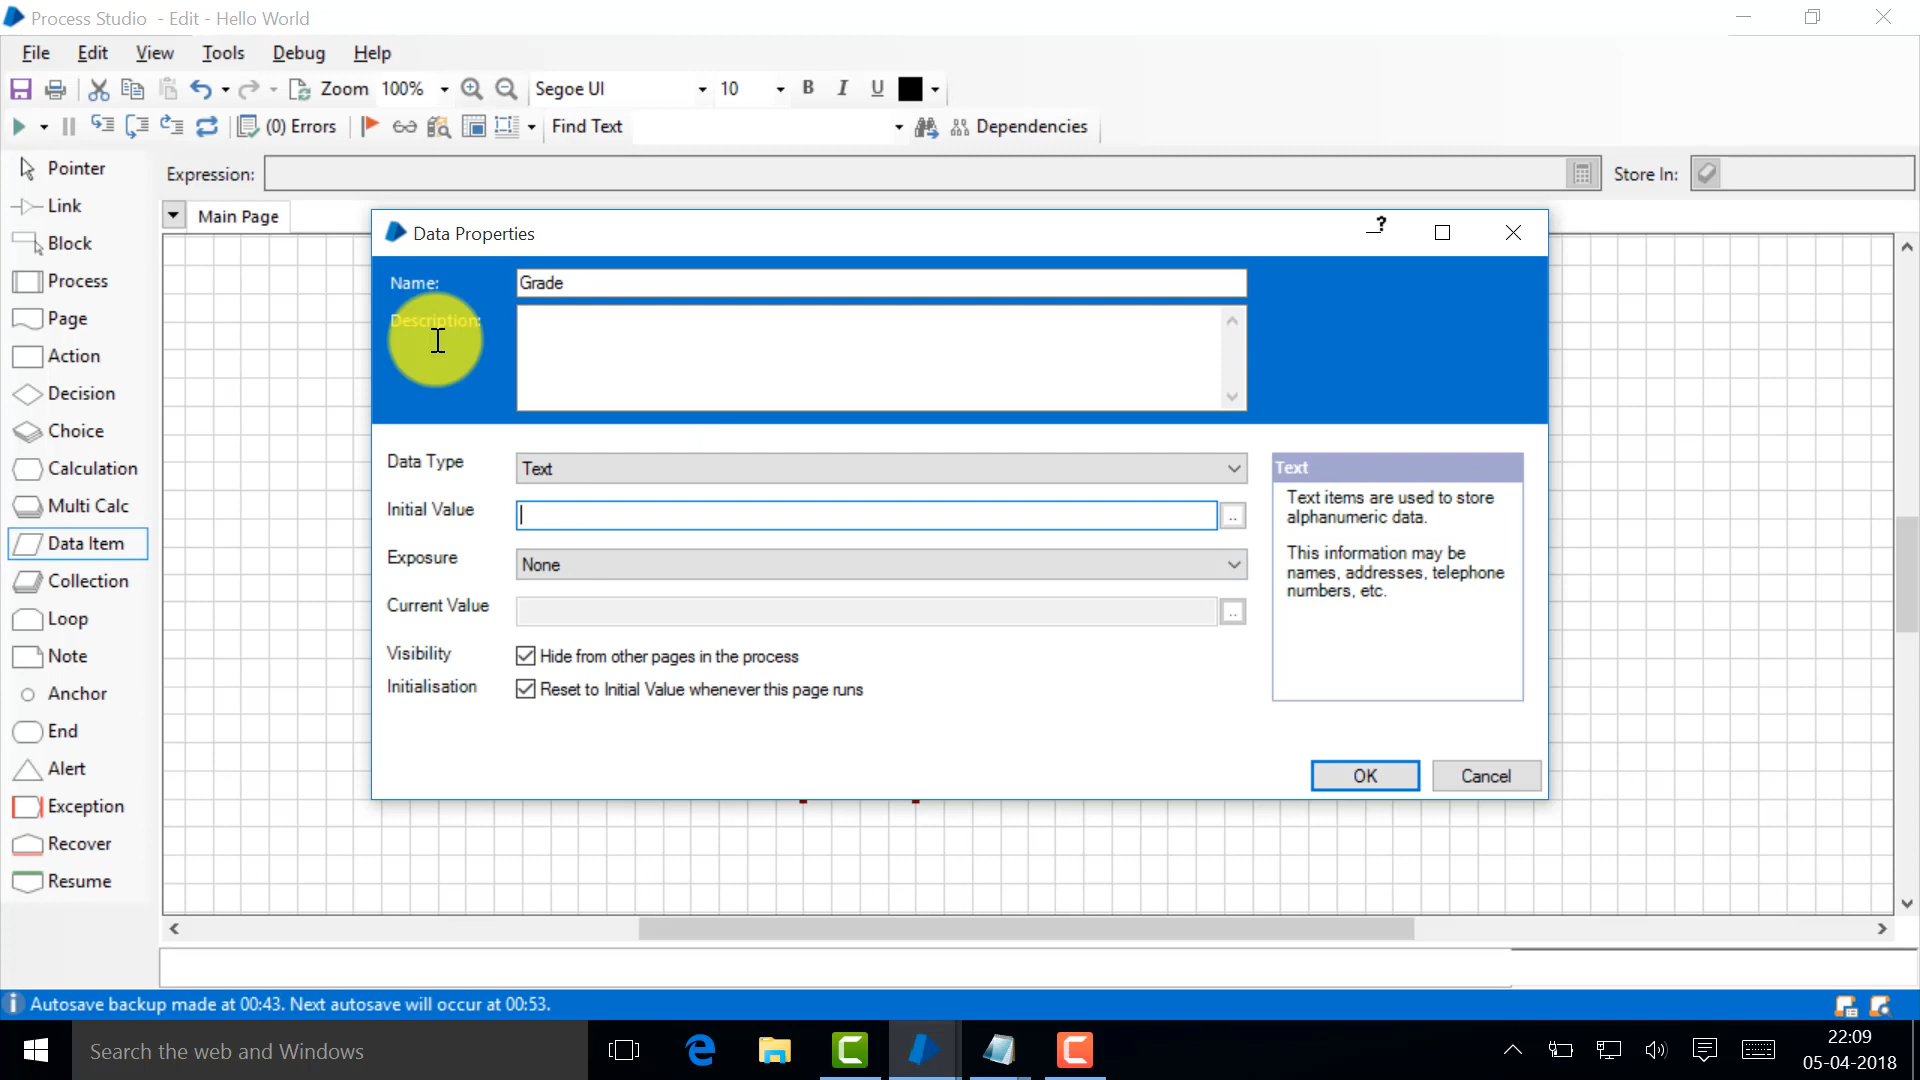 Process Studio - Edit - Hello World
File Edit View Tools Debug Help
Zoom 100% Segoe UI 10 B I U
(0) Errors Find Text Dependencies
Pointer
Link
Block
Process
Page
Action
Decision
Choice
Calculation
Multi Calc
Data Item
Collection
Loop
Note
Anchor
End
Alert
Exception
Recover
Resume
Expression: Store In:
Main Page
Data Properties
?
Name: Grade
Description:
Data Type Text
Initial Value ..
Exposure None
Current Value ..
Visibility Hide from other pages in the process
Initialisation Reset to Initial Value whenever this page runs
Text
Text items are used to store
alphanumeric data.
This information may be
names, addresses, telephone
numbers, etc.
OK Cancel
Autosave backup made at 00:43. Next autosave will occur at 00:53.
Search the web and Windows
22:09
05-04-2018